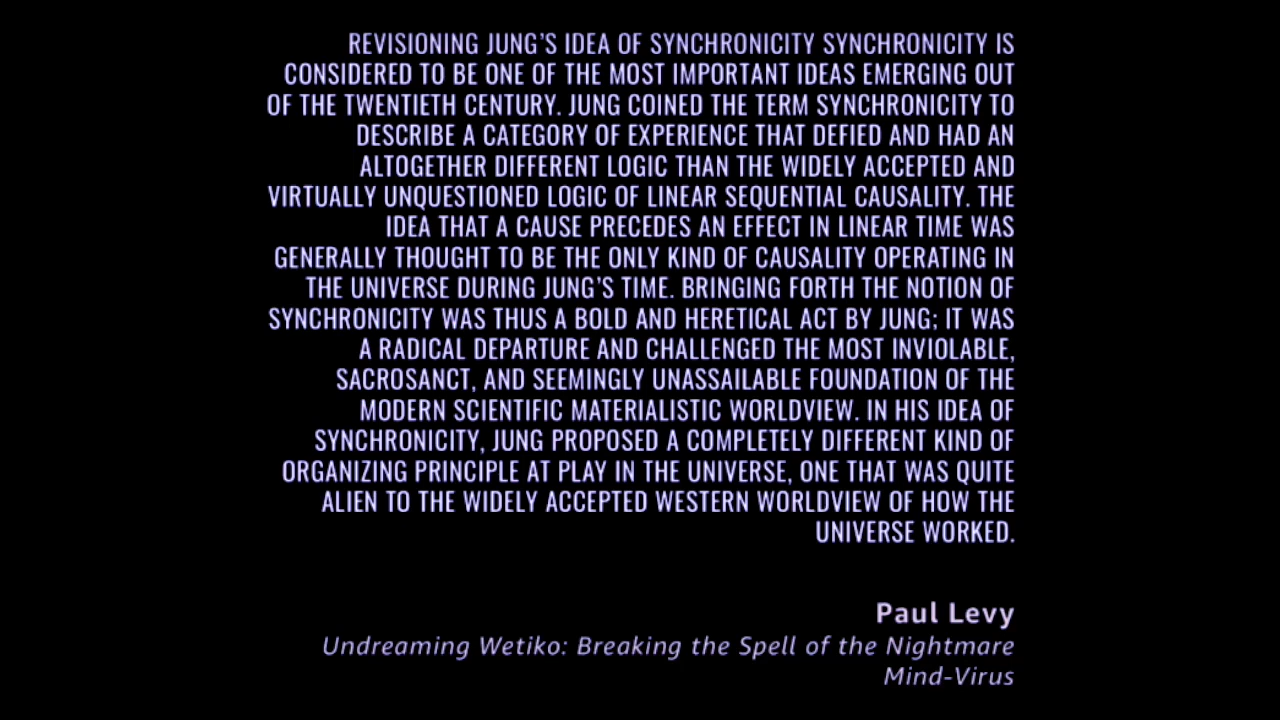 REVISIONING JUNG’S IDEA OF SYNCHRONICITY SYNCHRONICITY IS
CONSIDERED TO BE ONE OF THE MOST IMPORTANT IDEAS EMERGING OUT
OF THE TWENTIETH CENTURY. JUNG COINED THE TERM SYNCHRONICITY TO
DESCRIBE A CATEGORY OF EXPERIENCE THAT DEFIED AND HAD AN
ALTOGETHER DIFFERENT LOGIC THAN THE WIDELY ACCEPTED AND
VIRTUALLY UNQUESTIONED LOGIC OF LINEAR SEQUENTIAL CAUSALITY. THE
IDEA THAT A CAUSE PRECEDES AN EFFECT IN LINEAR TIME WAS
GENERALLY THOUGHT TO BE THE ONLY KIND OF CAUSALITY OPERATING IN
THE UNIVERSE DURING JUNG’S TIME. BRINGING FORTH THE NOTION OF
SYNCHRONICITY WAS THUS A BOLD AND HERETICAL ACT BY JUNG; IT WAS
A RADICAL DEPARTURE AND CHALLENGED THE MOST INVIOLABLE,
SACROSANCT, AND SEEMINGLY UNASSAILABLE FOUNDATION OF THE
MODERN SCIENTIFIC MATERIALISTIC WORLDVIEW. IN HIS IDEA OF
SYNCHRONICITY, JUNG PROPOSED A COMPLETELY DIFFERENT KIND OF
ORGANIZING PRINCIPLE AT PLAY IN THE UNIVERSE, ONE THAT WAS QUITE
ALIEN TO THE WIDELY ACCEPTED WESTERN WORLDVIEW OF HOW THE
UNIVERSE WORKED.
Paul Levy
Undreaming Wetiko: Breaking the Spell of the Nightmare
Mind-Virus